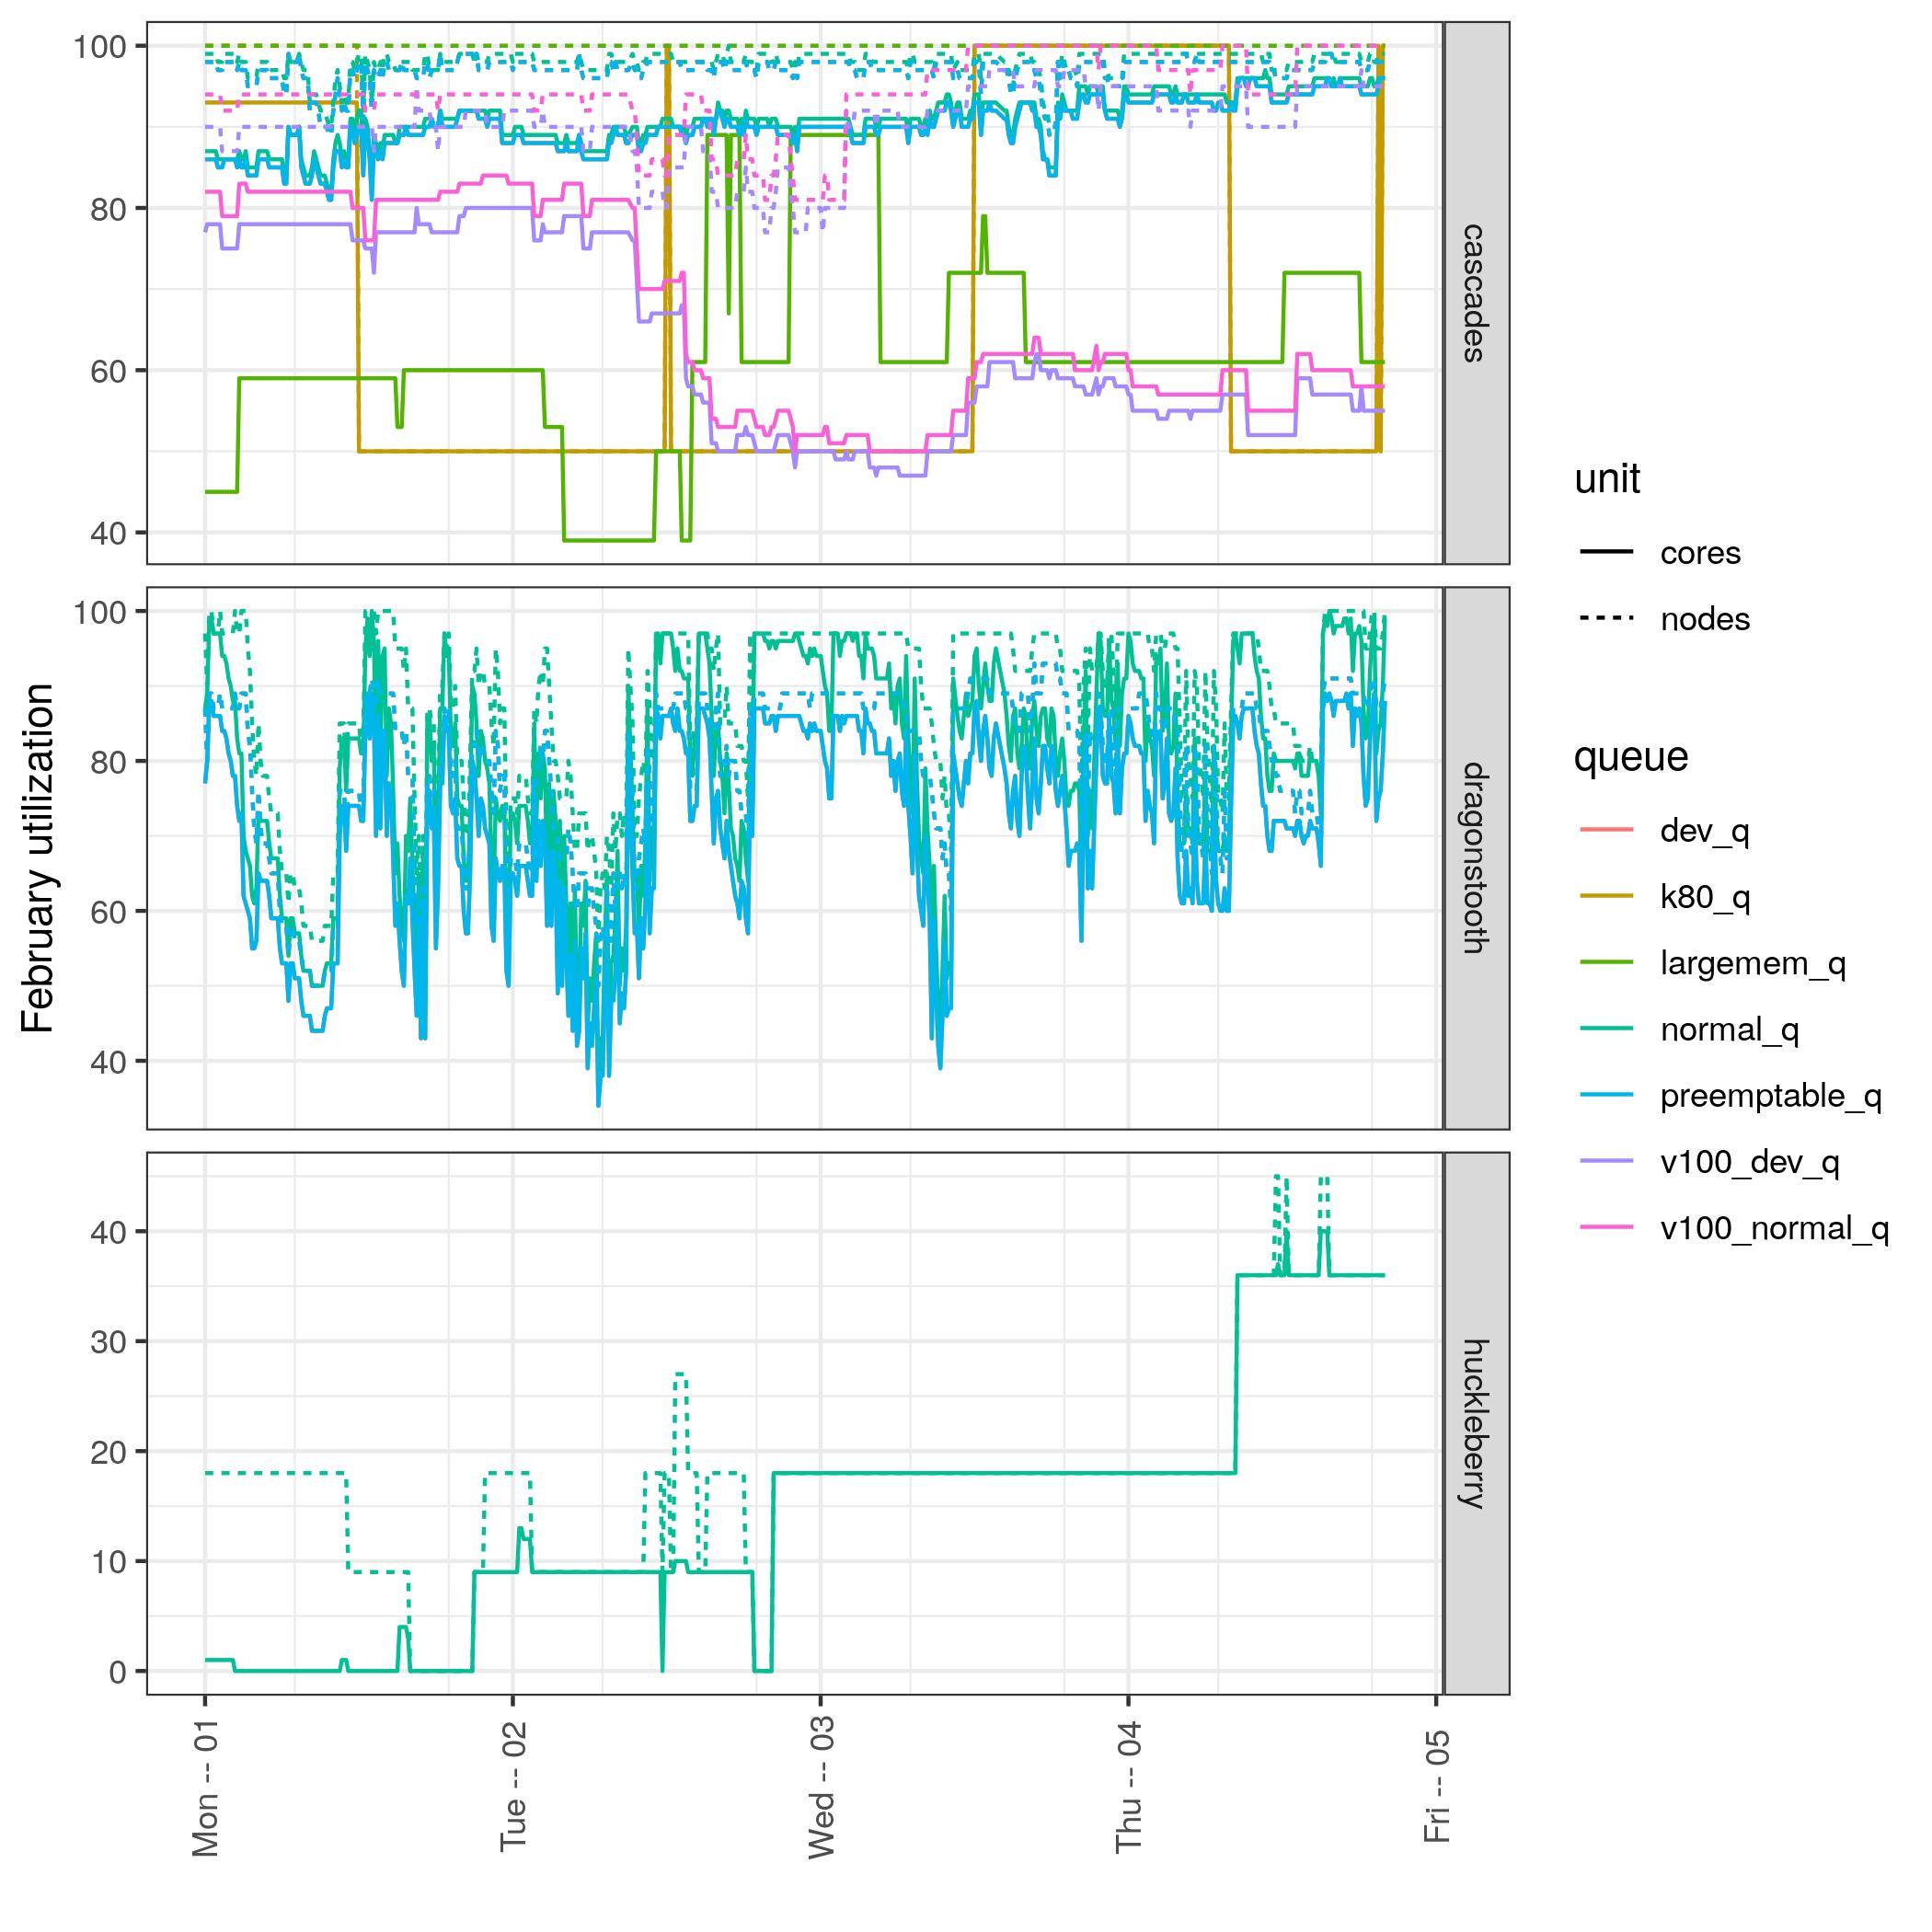 February utilization
100
80
60
40
cascades
100
80
60
40
dragonstooth
40
30
20
10
0
huckleberry
Mon -- 01
Tue -- 02
Wed -- 03
Thu -- 04
Fri -- 05
unit
cores
nodes
queue
dev_q
k80_q
largemem_q
normal_q
preemptable_q
v100_dev_q
v100_normal_q